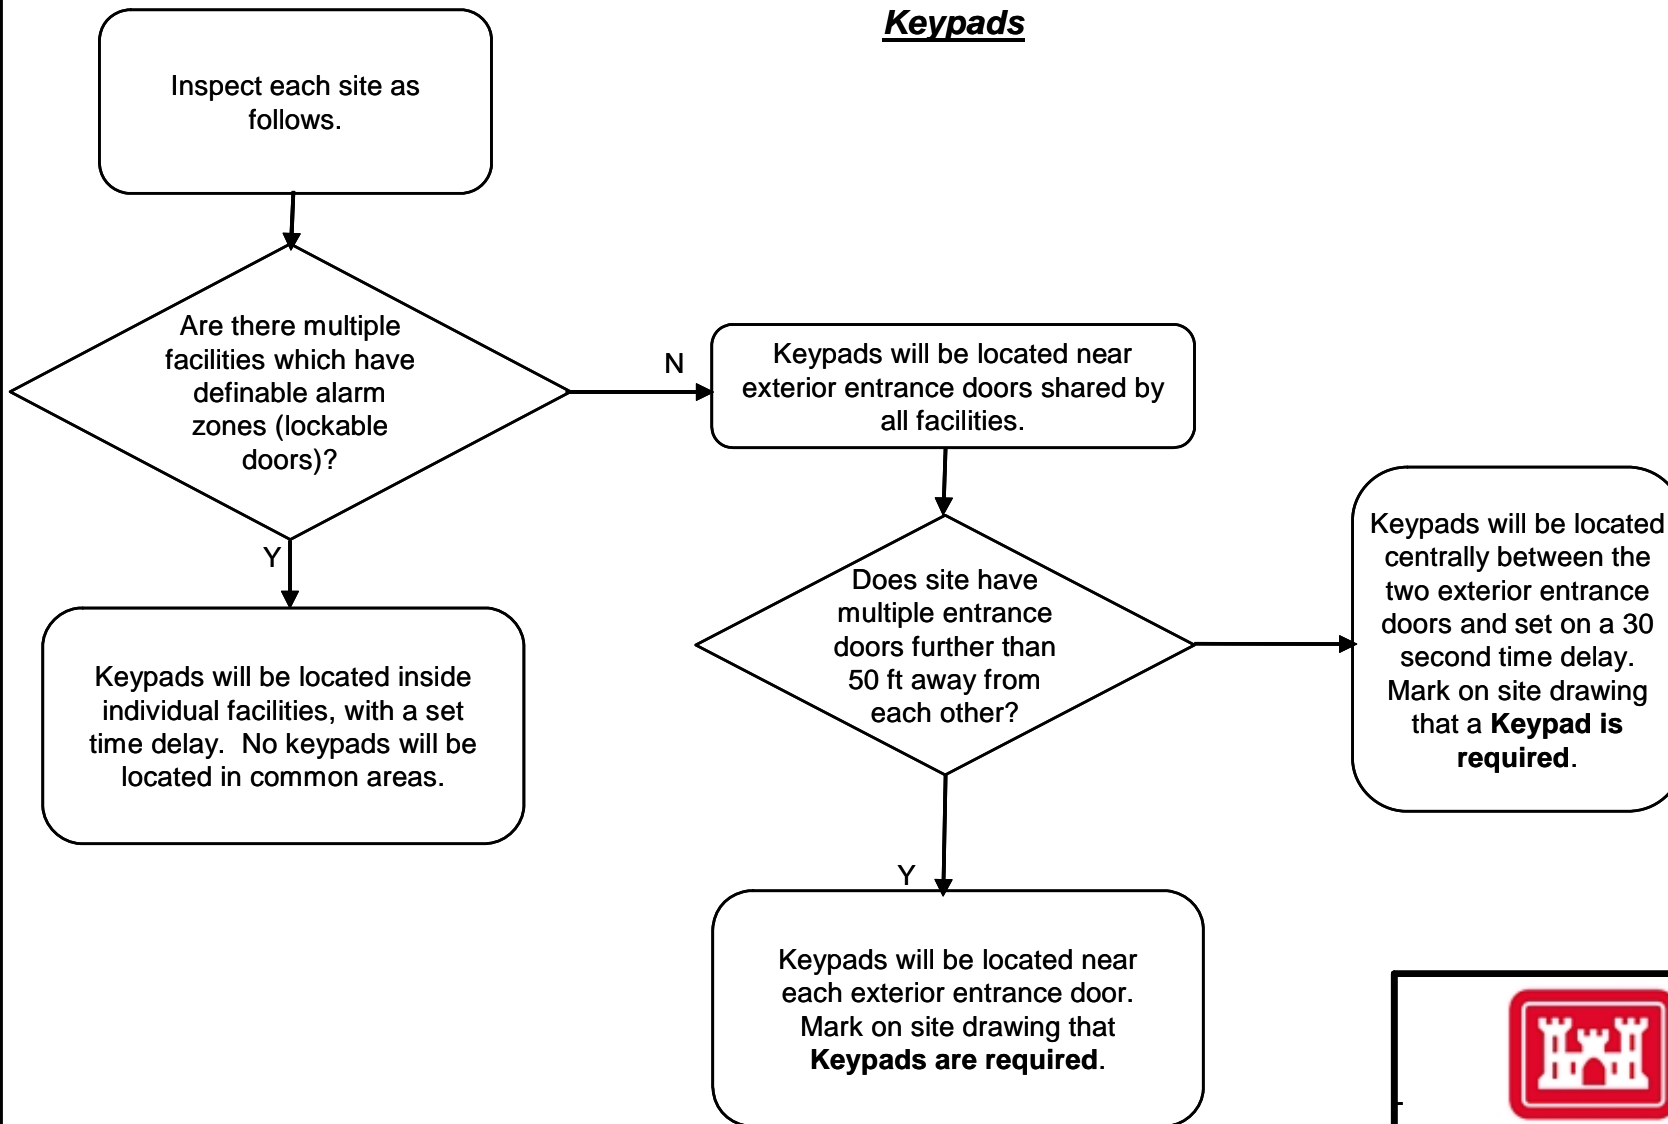 Keypads
Inspect each site as
follows.
Are there multiple
facilities which have
definable alarm
zones (lockable
doors)?
N
Keypads will be located near
exterior entrance doors shared by
all facilities.
Y
Keypads will be located inside
individual facilities, with a set
time delay. No keypads will be
located in common areas.
Does site have
multiple entrance
doors further than
50 ft away from
each other?
Keypads will be located
centrally between the
two exterior entrance
doors and set on a 30
second time delay.
Mark on site drawing
that a Keypad is
required.
Y
Keypads will be located near
each exterior entrance door.
Mark on site drawing that
Keypads are required.